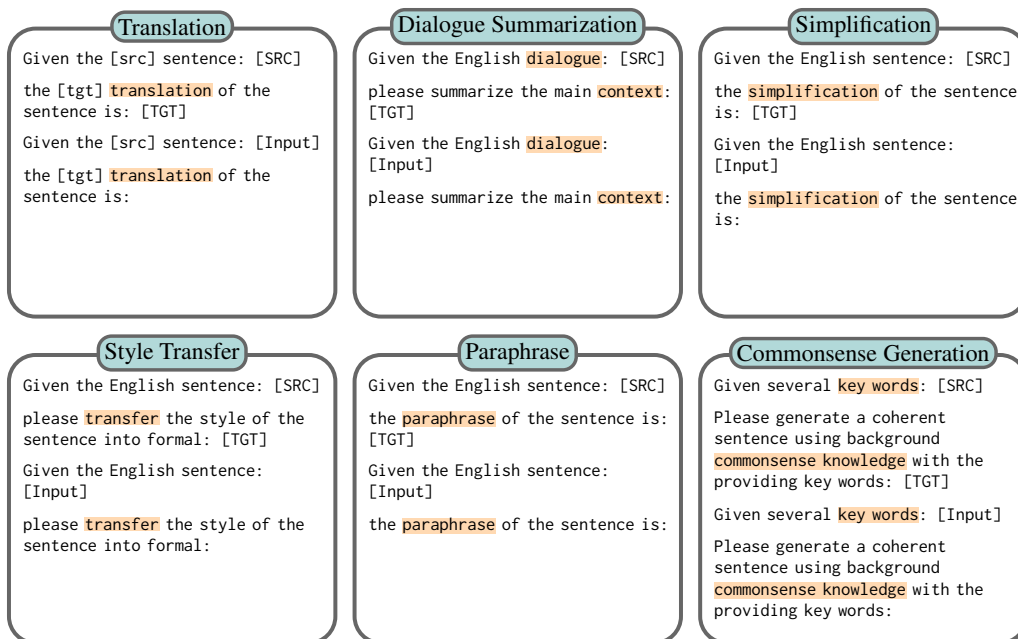 Translation
Given the [src] sentence: [SRC]
the [tgt] translation of the
sentence is: [TGT]
Given the [src] sentence: [Input]
the [tgt] translation of the
sentence is:
Dialogue Summarization
Given the English dialogue: [SRC]
please summarize the main context:
[TGT]
Given the English dialogue:
[Input]
please summarize the main context:
Simplification
Given the English sentence: [SRC]
the simplification of the sentence
is: [TGT]
Given the English sentence:
[Input]
the simplification of the sentence
is:
Style Transfer
Given the English sentence: [SRC]
please transfer the style of the
sentence into formal: [TGT]
Given the English sentence:
[Input]
please transfer the style of the
sentence into formal:
Paraphrase
Given the English sentence: [SRC]
the paraphrase of the sentence is:
[TGT]
Given the English sentence:
[Input]
the paraphrase of the sentence is:
Commonsense Generation
Given several key words: [SRC]
Please generate a coherent
sentence using background
commonsense knowledge with the
providing key words: [TGT]
Given several key words: [Input]
Please generate a coherent
sentence using background
commonsense knowledge with the
providing key words: